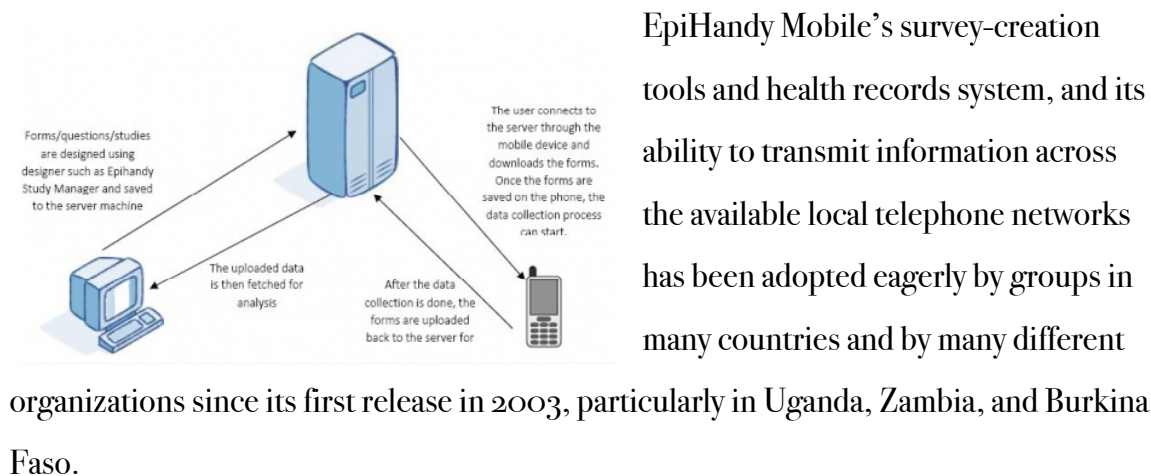 Forms/questions/studies
are designed using
designer such as Epihandy
Study Manager and saved
to the server machine
The uploaded data
is then fetched for
analysis
After the data
collection is done, the
forms are uploaded
back to the server for
The user connects to
the server through the
mobile device and
downloads the forms.
Once the forms are
saved on the phone, the
data collection process
can start.
EpiHandy Mobile’s survey-creation
tools and health records system, and its
ability to transmit information across
the available local telephone networks
has been adopted eagerly by groups in
many countries and by many different
organizations since its first release in 2003, particularly in Uganda, Zambia, and Burkina
Faso.